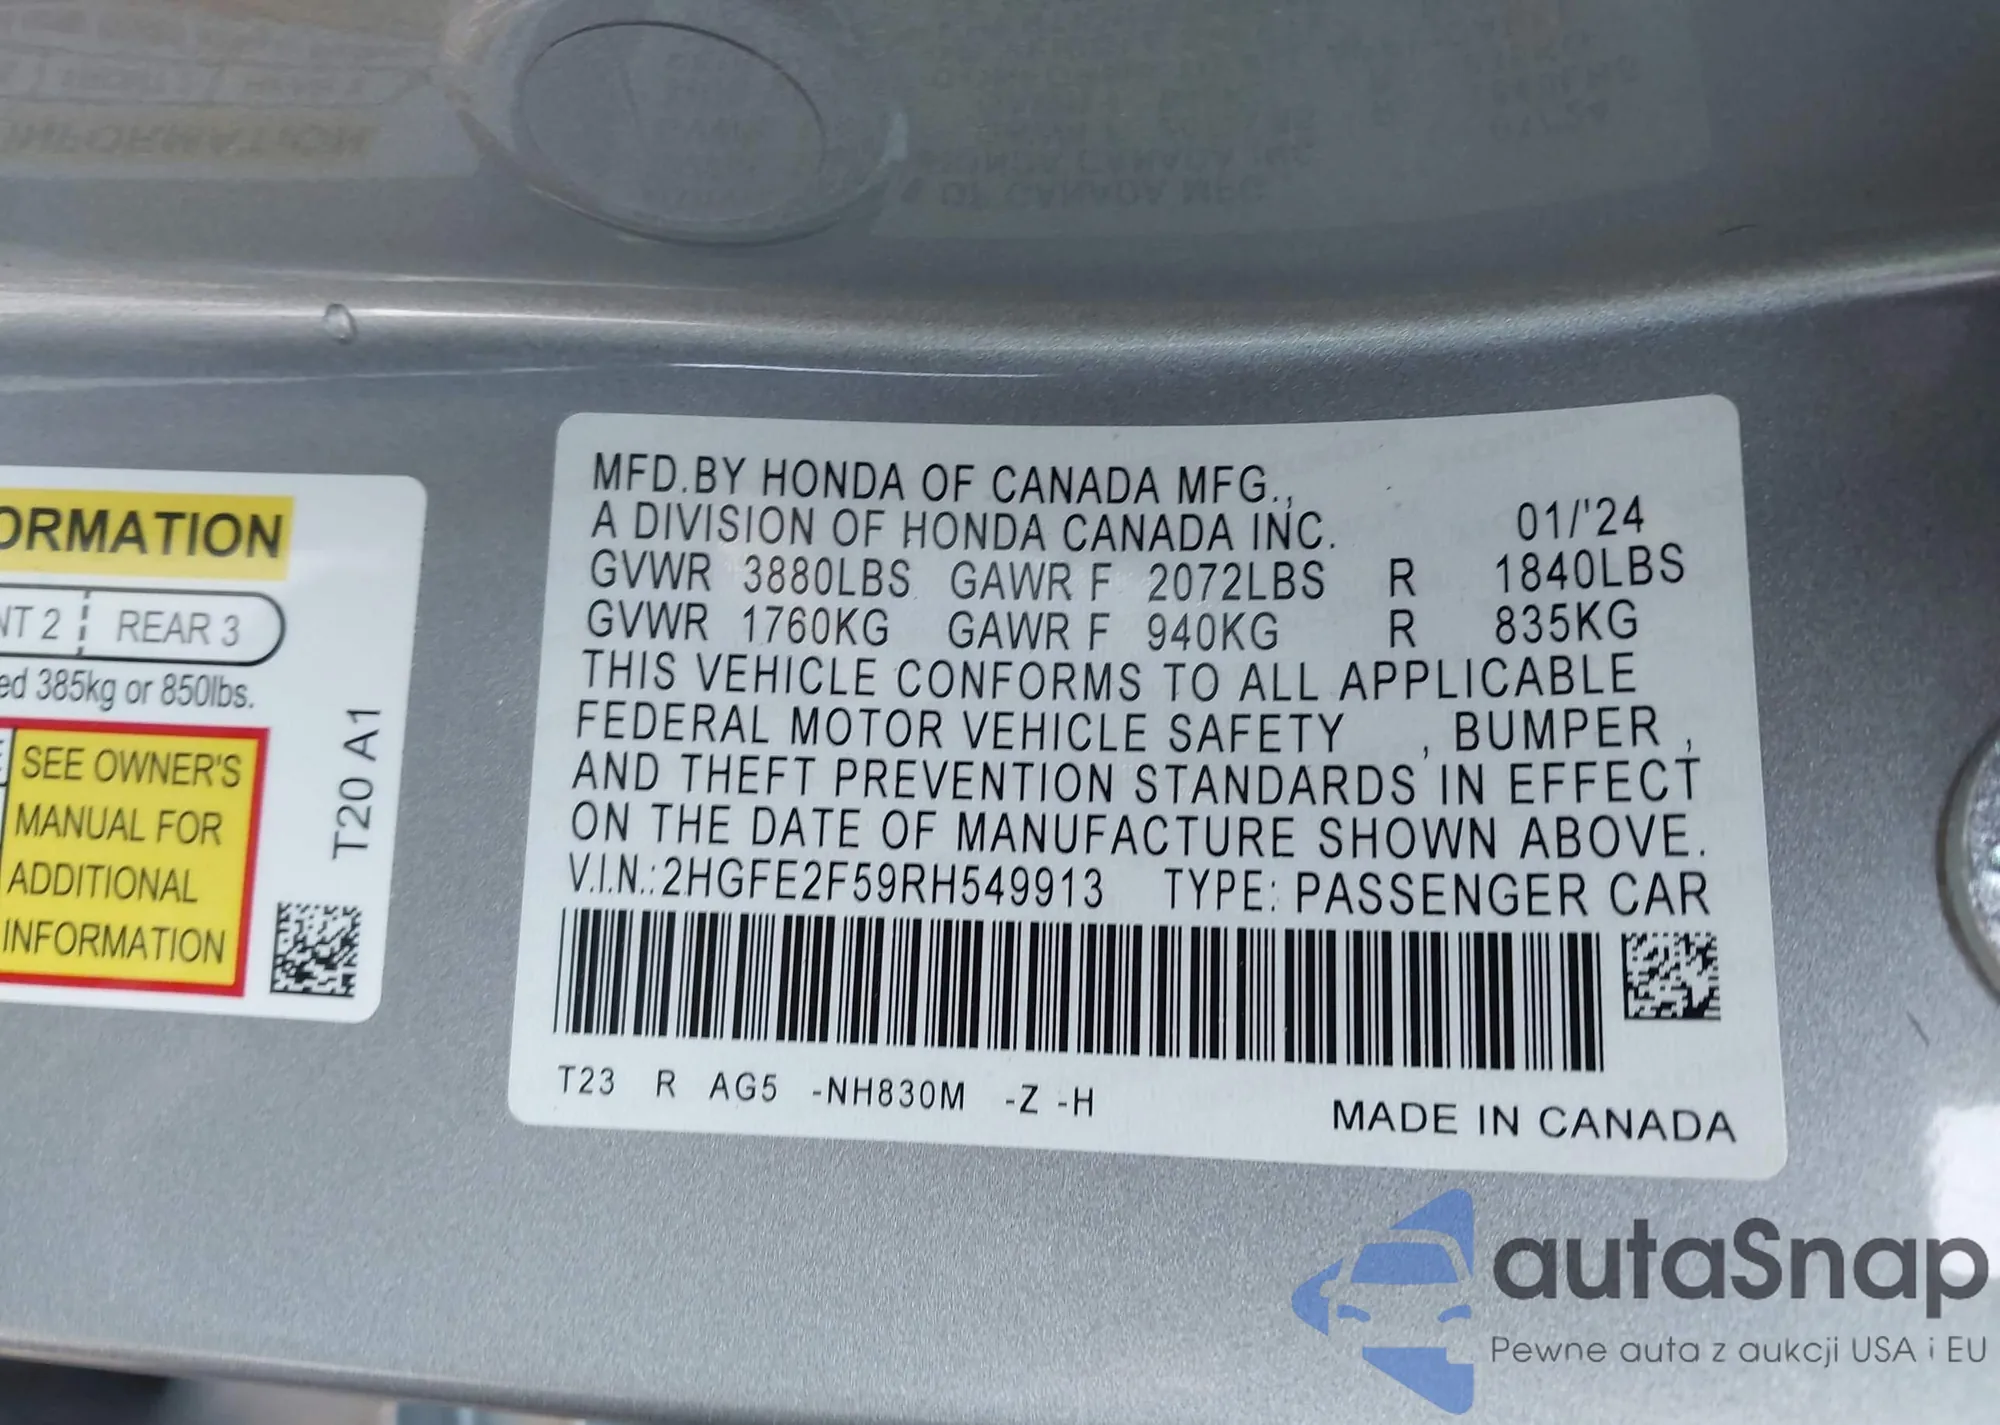 ORMATION
NT 2 | REAR 3
ed 385kg or 850lbs.
SEE OWNER'S
MANUAL FOR
ADDITIONAL
INFORMATION
T20 A1
MFD.BY HONDA OF CANADA MFG.,
A DIVISION OF HONDA CANADA INC. 01/'24
GVWR 3880LBS GAWR F 2072LBS R 1840LBS
GVWR 1760KG GAWR F 940KG R 835KG
THIS VEHICLE CONFORMS TO ALL APPLICABLE
FEDERAL MOTOR VEHICLE SAFETY , BUMPER ,
AND THEFT PREVENTION STANDARDS IN EFFECT
ON THE DATE OF MANUFACTURE SHOWN ABOVE.
V.I.N.: 2HGFE2F59RH549913 TYPE: PASSENGER CAR
T23 R AG5 -NH830M -Z -H
MADE IN CANADA
autaSnap
Pewne auta z aukcji USA i EU